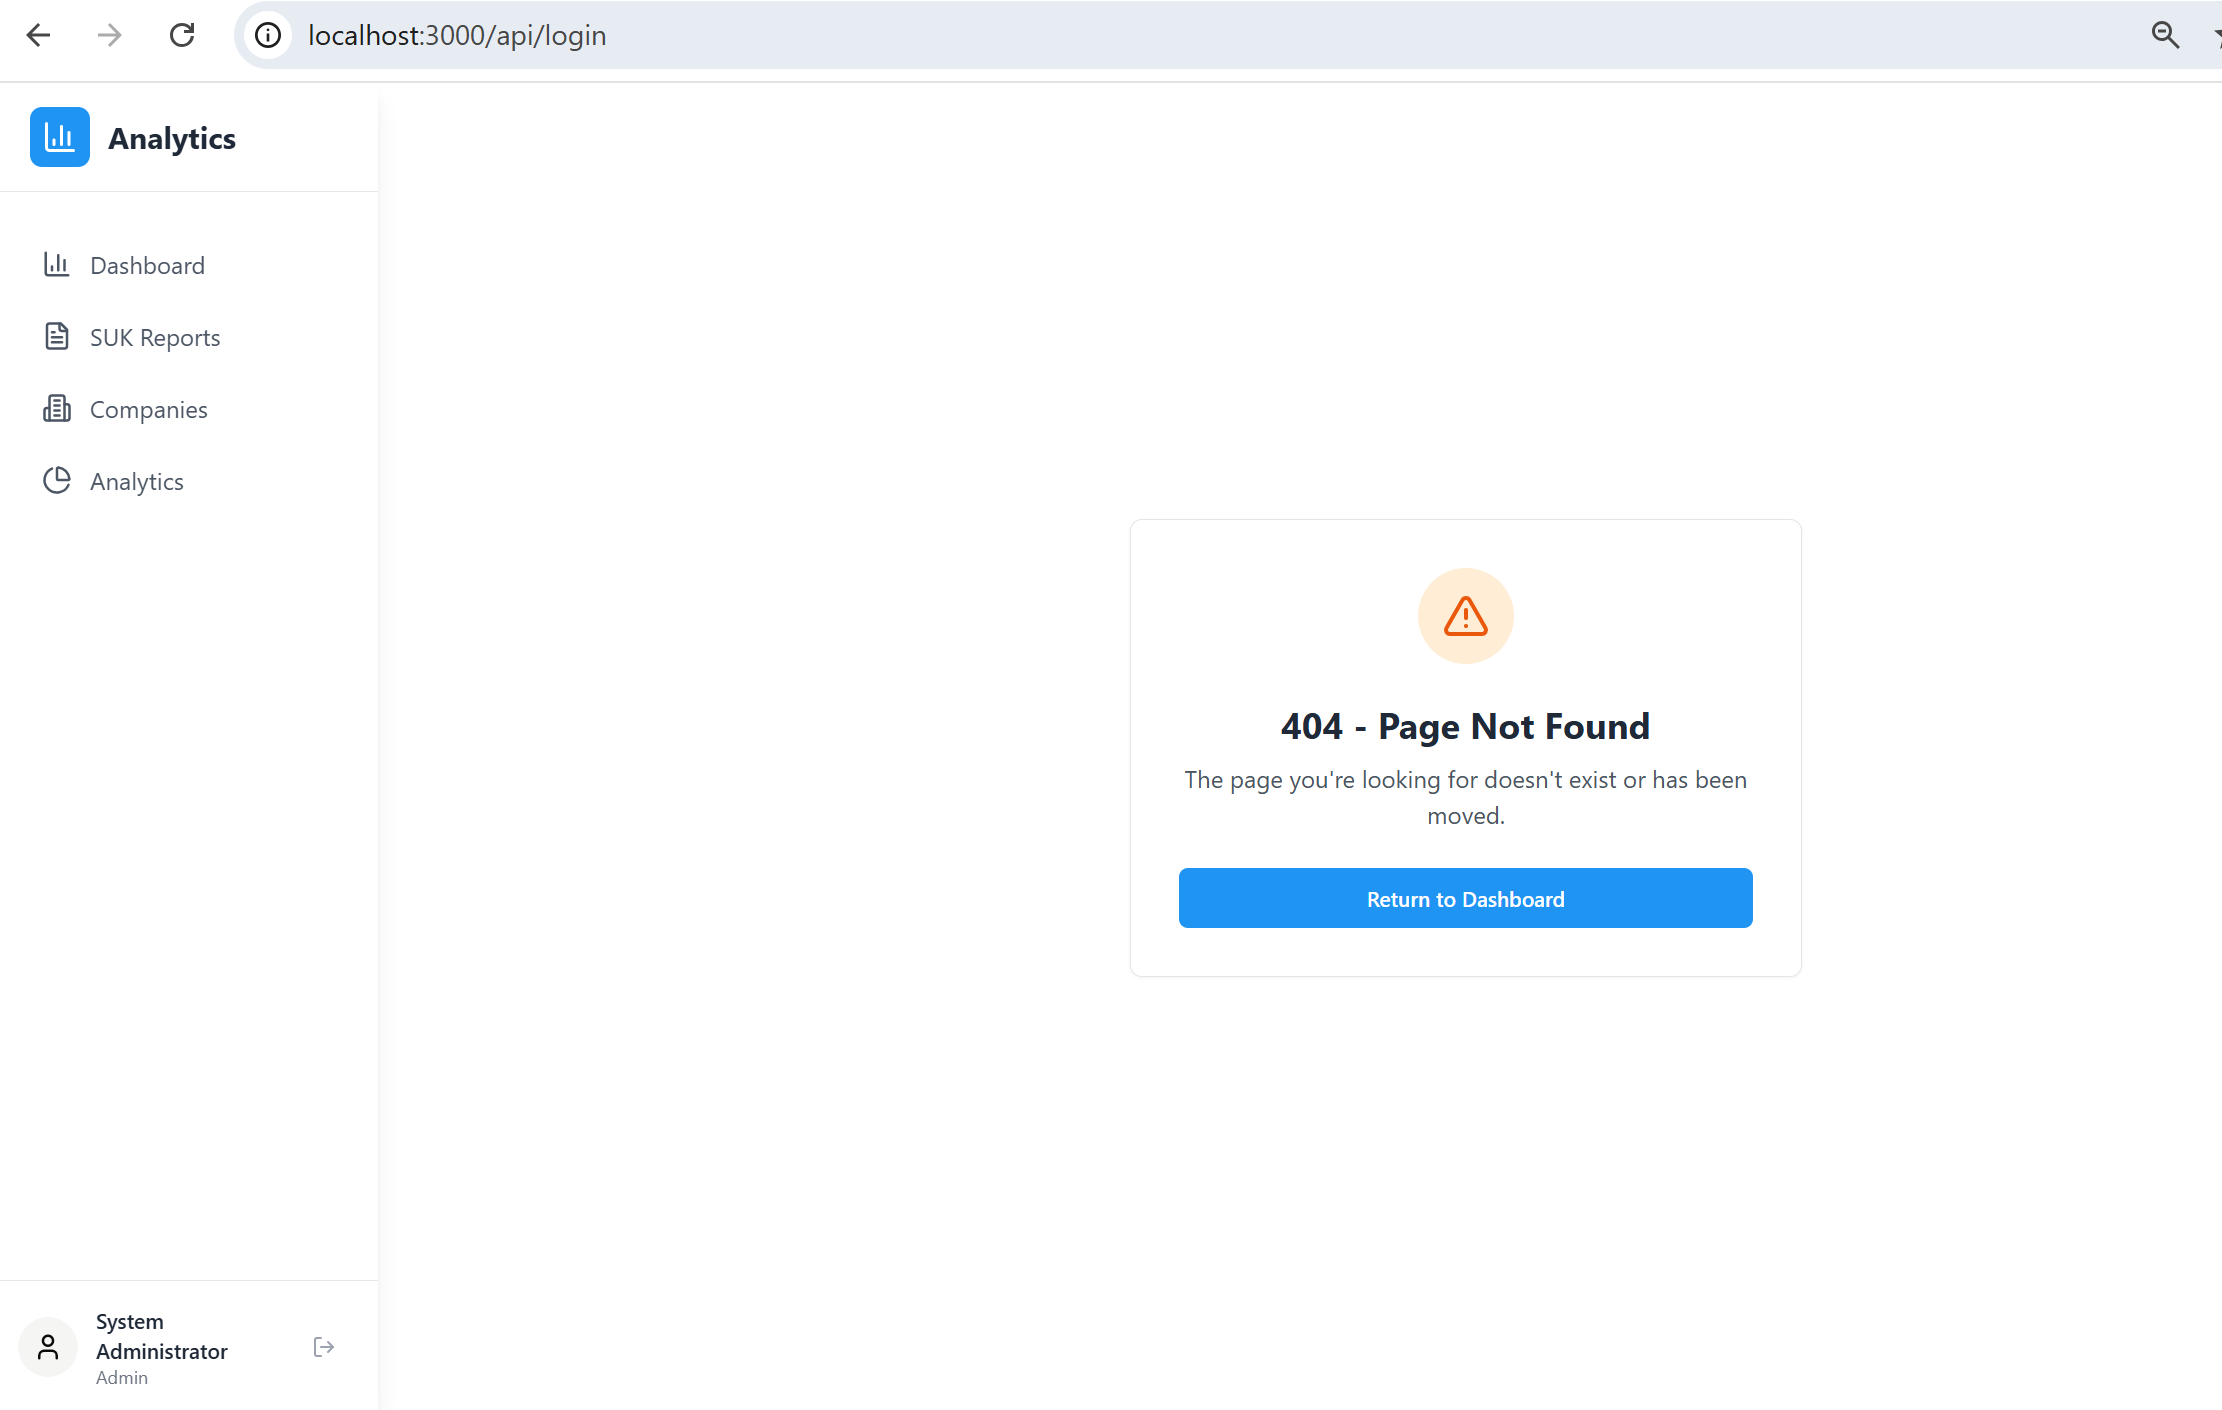 localhost:3000/api/login
Analytics
Dashboard
SUK Reports
Companies
Analytics
404 - Page Not Found
The page you're looking for doesn't exist or has been
moved.
Return to Dashboard
System
Administrator
Admin